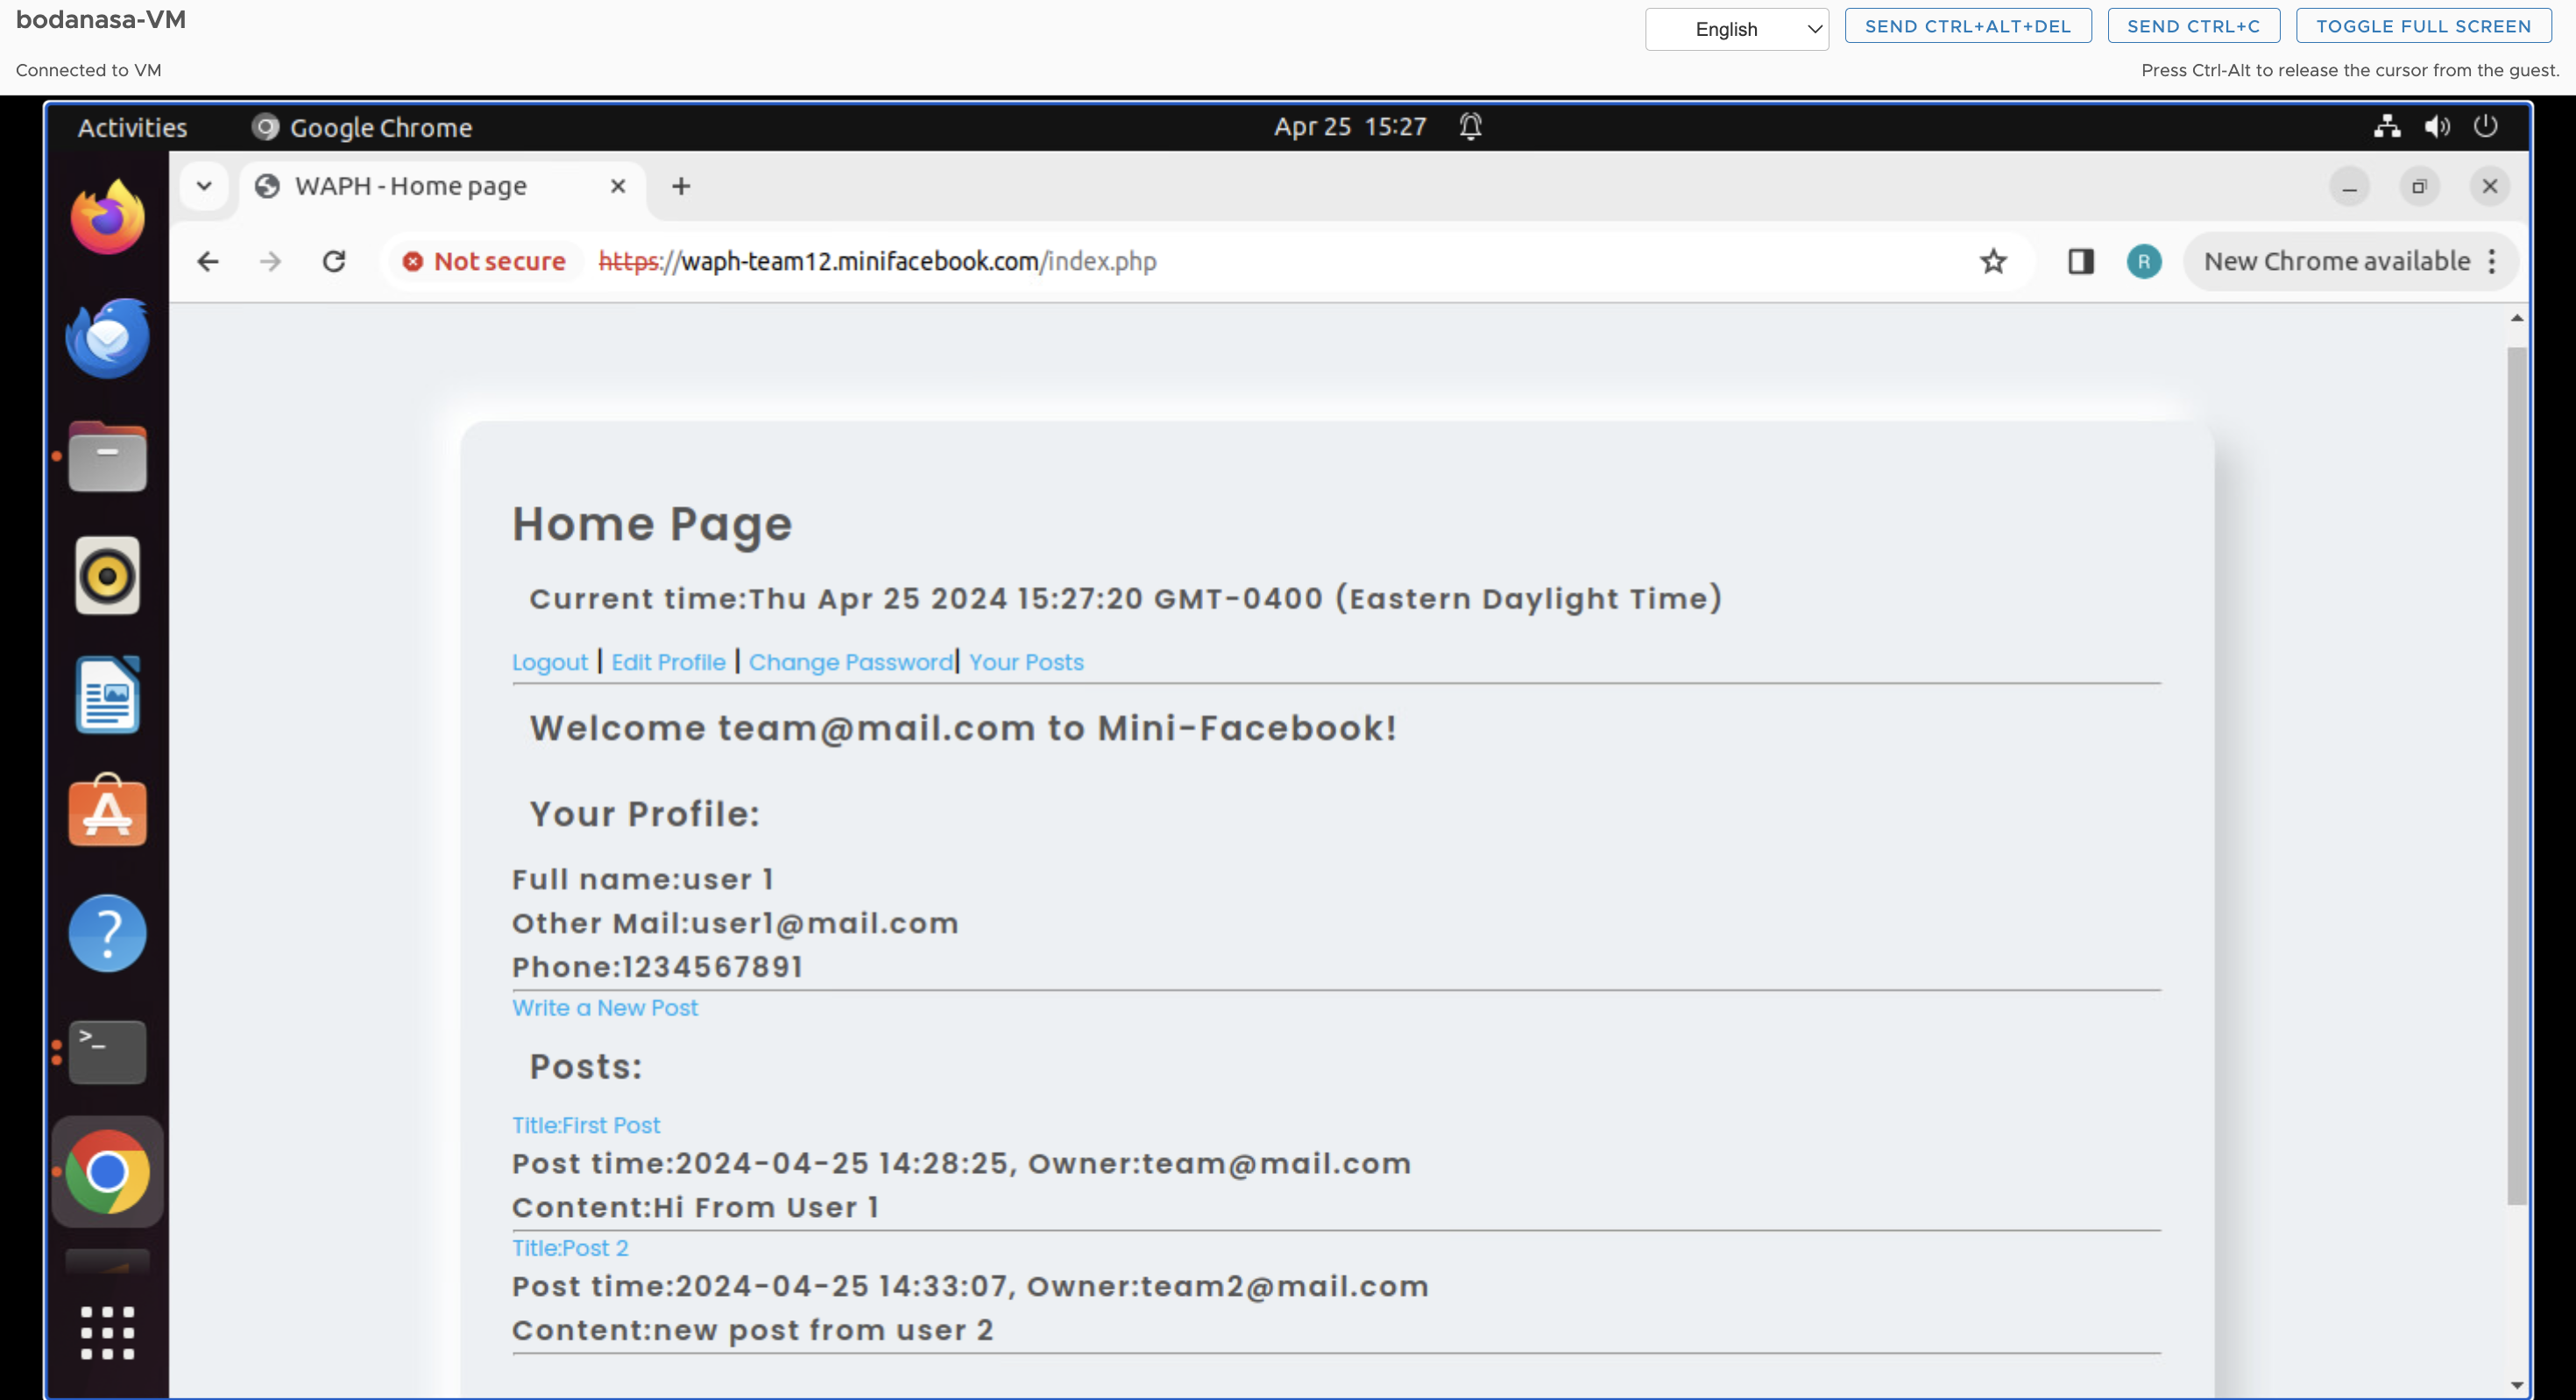 bodanasa-VM
English
SEND CTRL+ALT+DEL
SEND CTRL+C
TOGGLE FULL SCREEN
Connected to VM
Press Ctrl-Alt to release the cursor from the guest.
Activities
Google Chrome
Apr 25 15:27
WAPH - Home page
Not secure
https://waph-team12.minifacebook.com/index.php
R
New Chrome available
Home Page
Current time:Thu Apr 25 2024 15:27:20 GMT-0400 (Eastern Daylight Time)
Logout | Edit Profile | Change Password| Your Posts
Welcome team@mail.com to Mini-Facebook!
Your Profile:
Full name:user 1
Other Mail:user1@mail.com
Phone:1234567891
Write a New Post
Posts:
Title:First Post
Post time:2024-04-25 14:28:25, Owner:team@mail.com
Content:Hi From User 1
Title:Post 2
Post time:2024-04-25 14:33:07, Owner:team2@mail.com
Content:new post from user 2